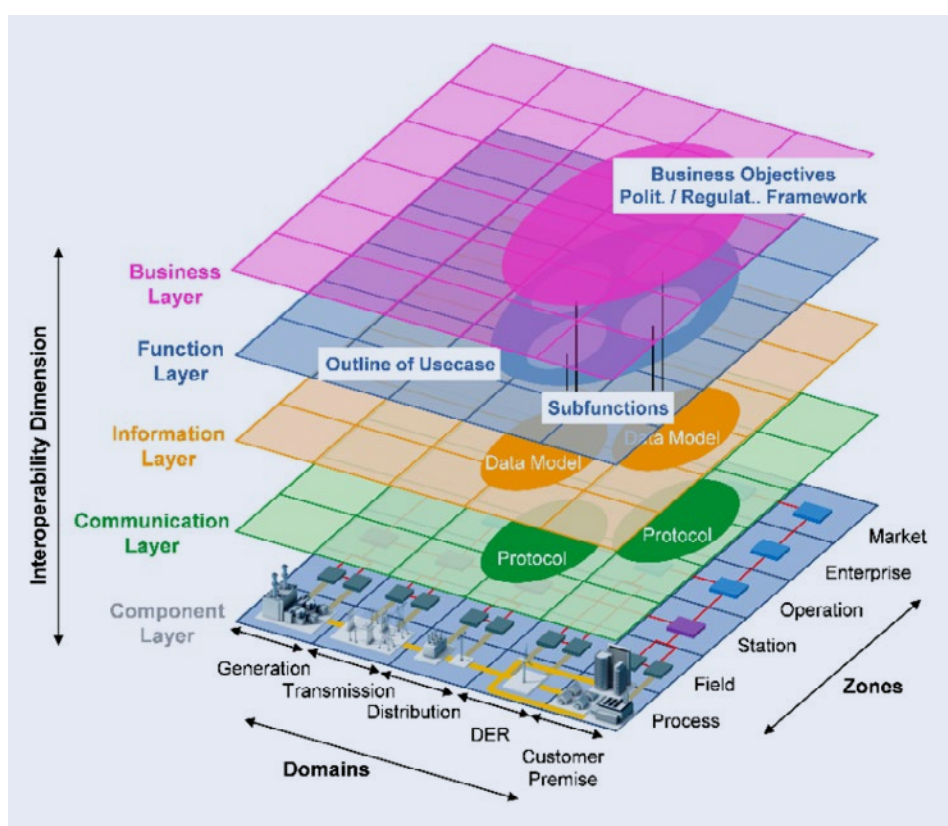 Business Objectives
Polit. / Regulat.. Framework
Business
Layer
Function
Layer
Outline of Usecase
Subfunctions
Information
Layer
Data Model
Data Model
Communication
Layer
Protocol
Protocol
Component
Layer
Interoperability Dimension
Generation
Transmission
Distribution
DER
Customer
Premise
Domains
Market
Enterprise
Operation
Station
Field
Process
Zones